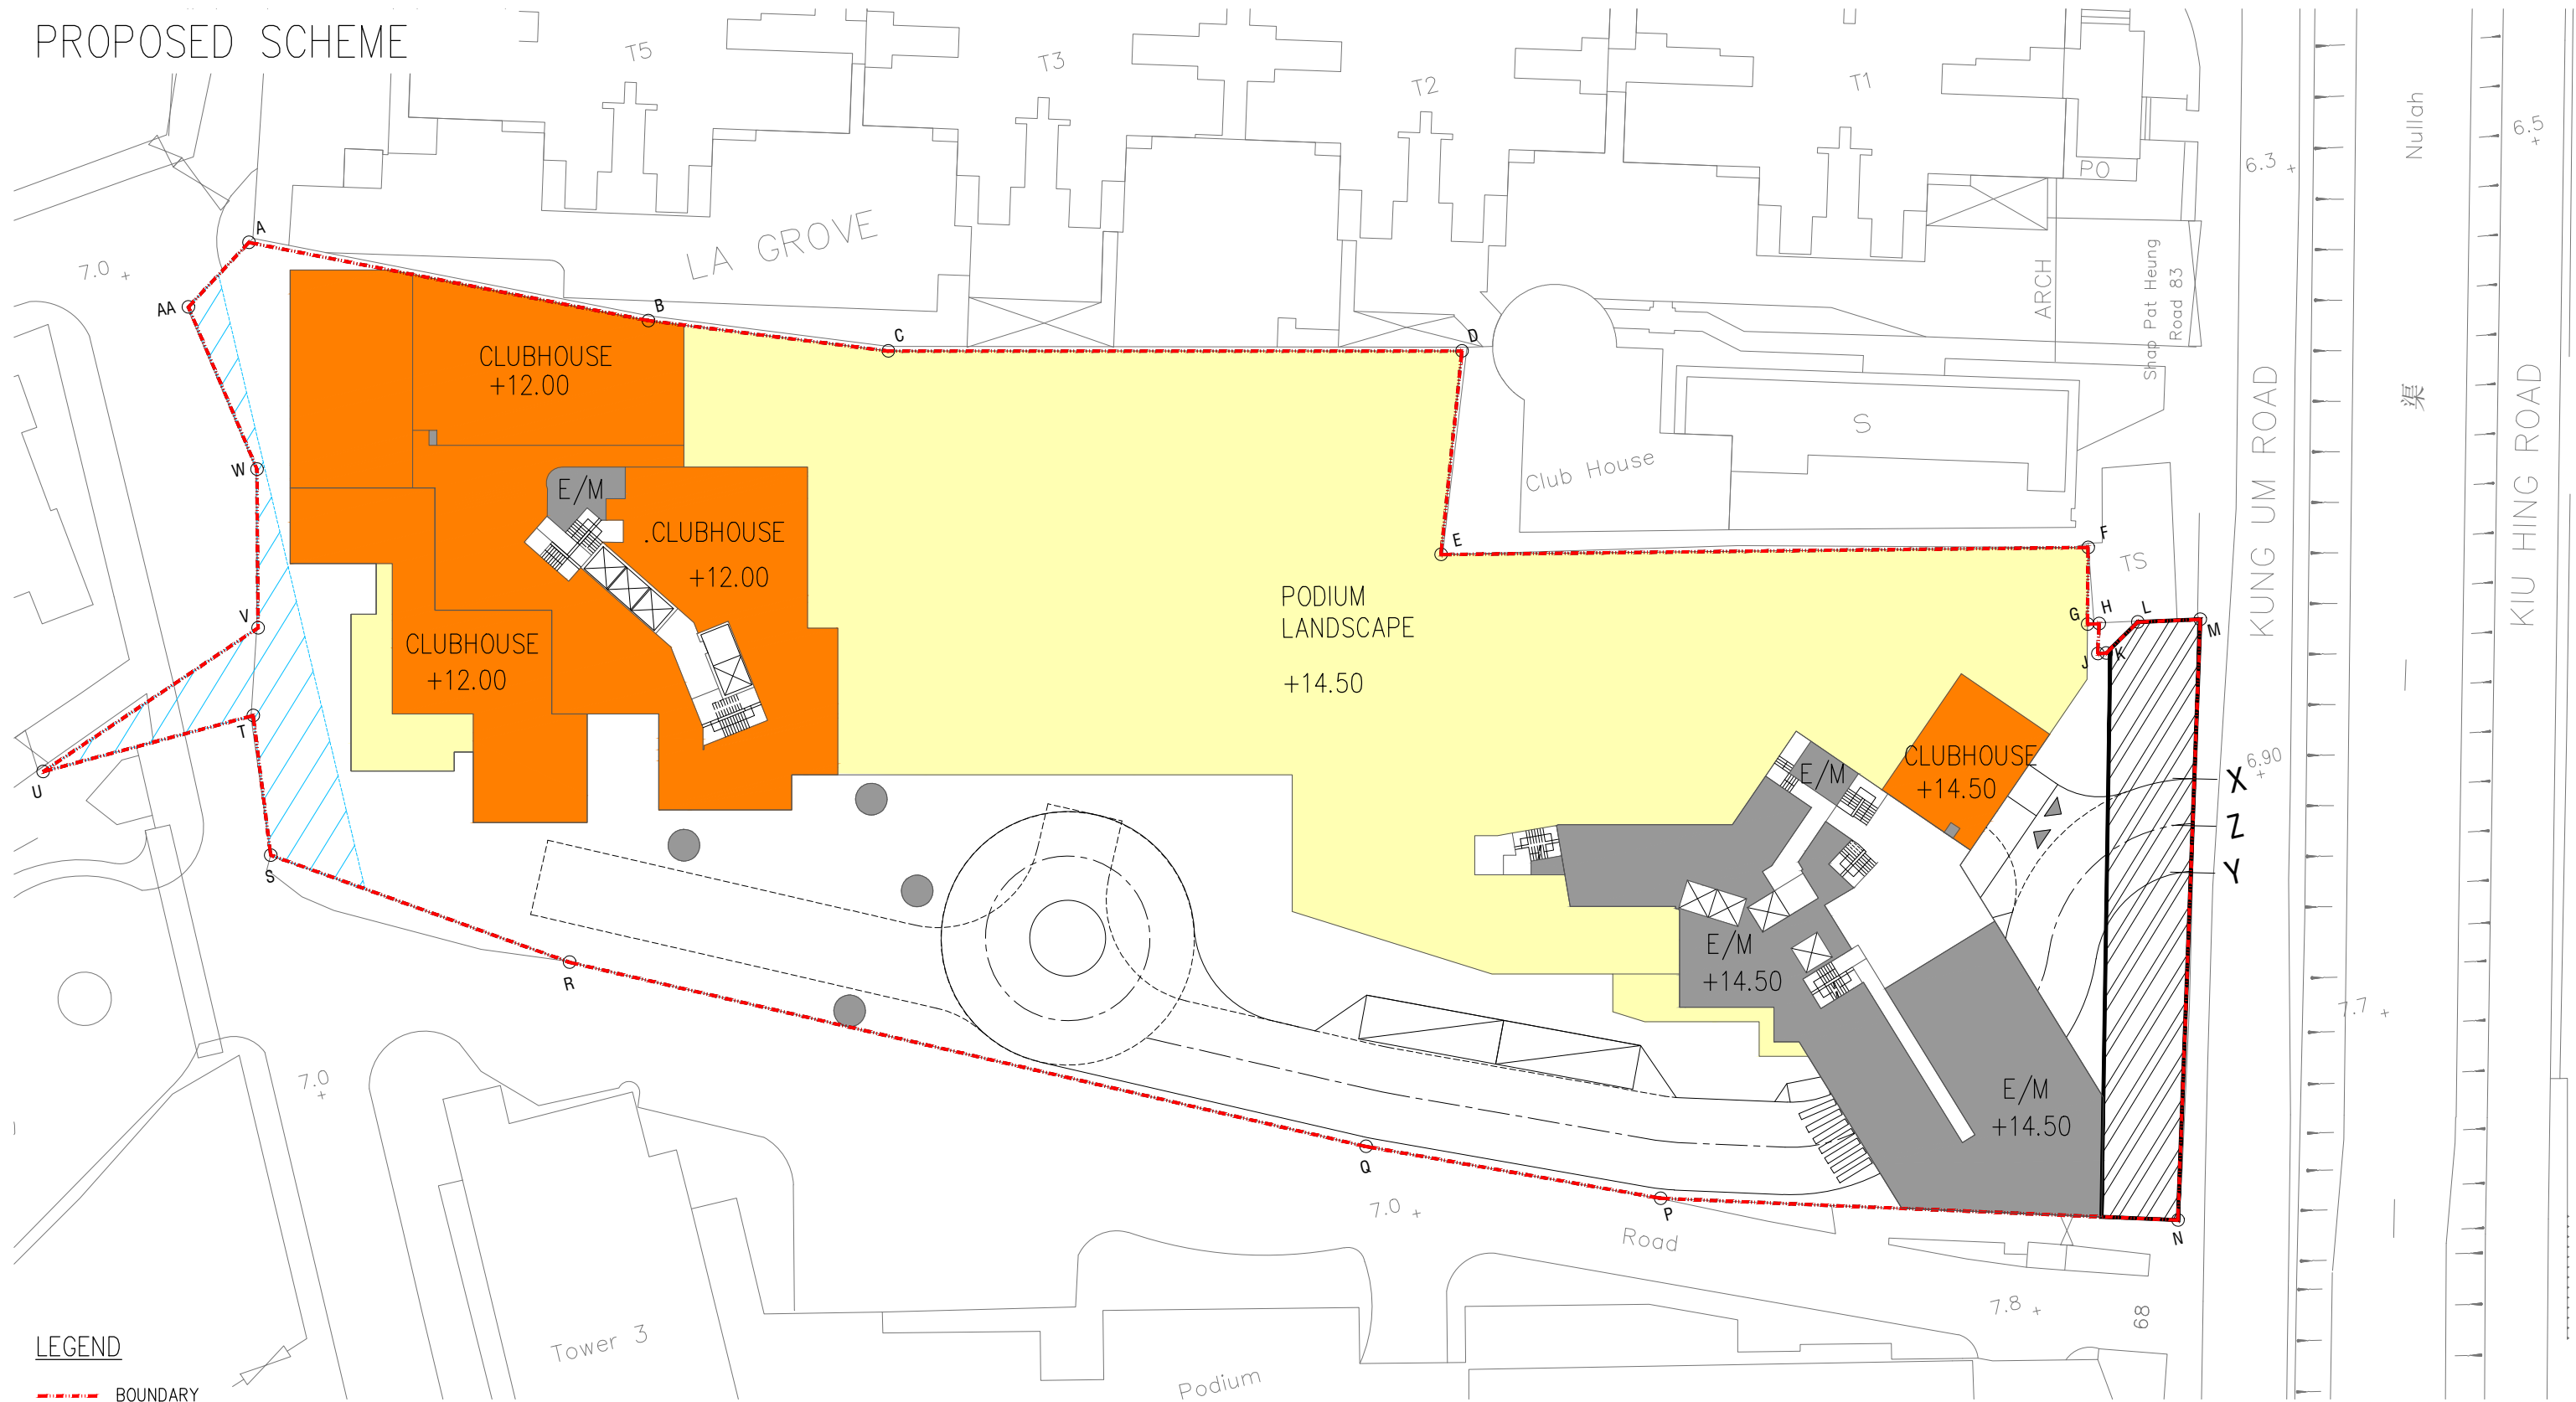 PROPOSED SCHEME
T5
T3
T2
T1
PO
6.3
Nullah
6.5
LA GROVE
A
7.0
AA
B
C
D
ARCH
Shap Pat Heung
Road 83
CLUBHOUSE
+12.00
KUNG UM ROAD
渠
KIU HING ROAD
S
Club House
W
E/M
.CLUBHOUSE
+12.00
E
F
TS
V
CLUBHOUSE
+12.00
PODIUM
LANDSCAPE
+14.50
G
H
L
M
J
K
T
U
CLUBHOUSE
+14.50
E/M
6.90
X
Z
Y
S
R
E/M
+14.50
7.7
7.0
E/M
+14.50
Q
7.0
P
Road
N
7.8
68
Tower 3
Podium
LEGEND
BOUNDARY